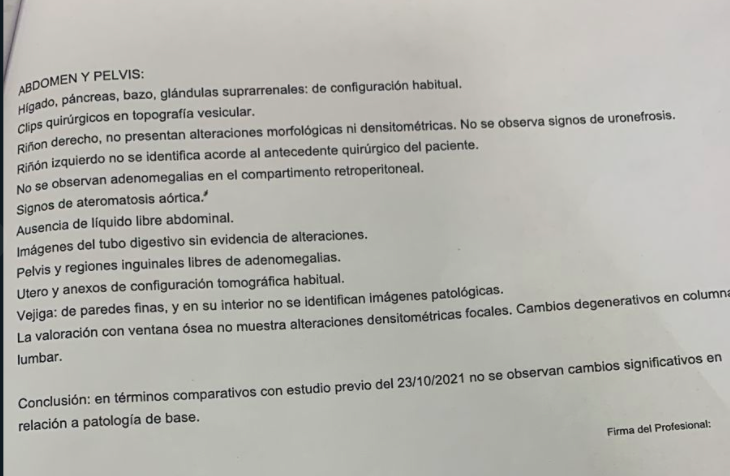 ABDOMEN Y PELVIS:
Hígado, páncreas, bazo, glándulas suprarrenales: de configuración habitual.
Clips quirúrgicos en topografía vesicular.
Riñon derecho, no presentan alteraciones morfológicas ni densitométricas. No se observa signos de uronefrosis.
Riñón izquierdo no se identifica acorde al antecedente quirúrgico del paciente.
No se observan adenomegalias en el compartimento retroperitoneal.
Signos de ateromatosis aórtica.
Ausencia de líquido libre abdominal.
Imágenes del tubo digestivo sin evidencia de alteraciones.
Pelvis y regiones inguinales libres de adenomegalias.
Utero y anexos de configuración tomográfica habitual.
Vejiga: de paredes finas, y en su interior no se identifican imágenes patológicas.
La valoración con ventana ósea no muestra alteraciones densitométricas focales. Cambios degenerativos en columna
lumbar.
Conclusión: en términos comparativos con estudio previo del 23/10/2021 no se observan cambios significativos en
relación a patología de base.
Firma del Profesional: